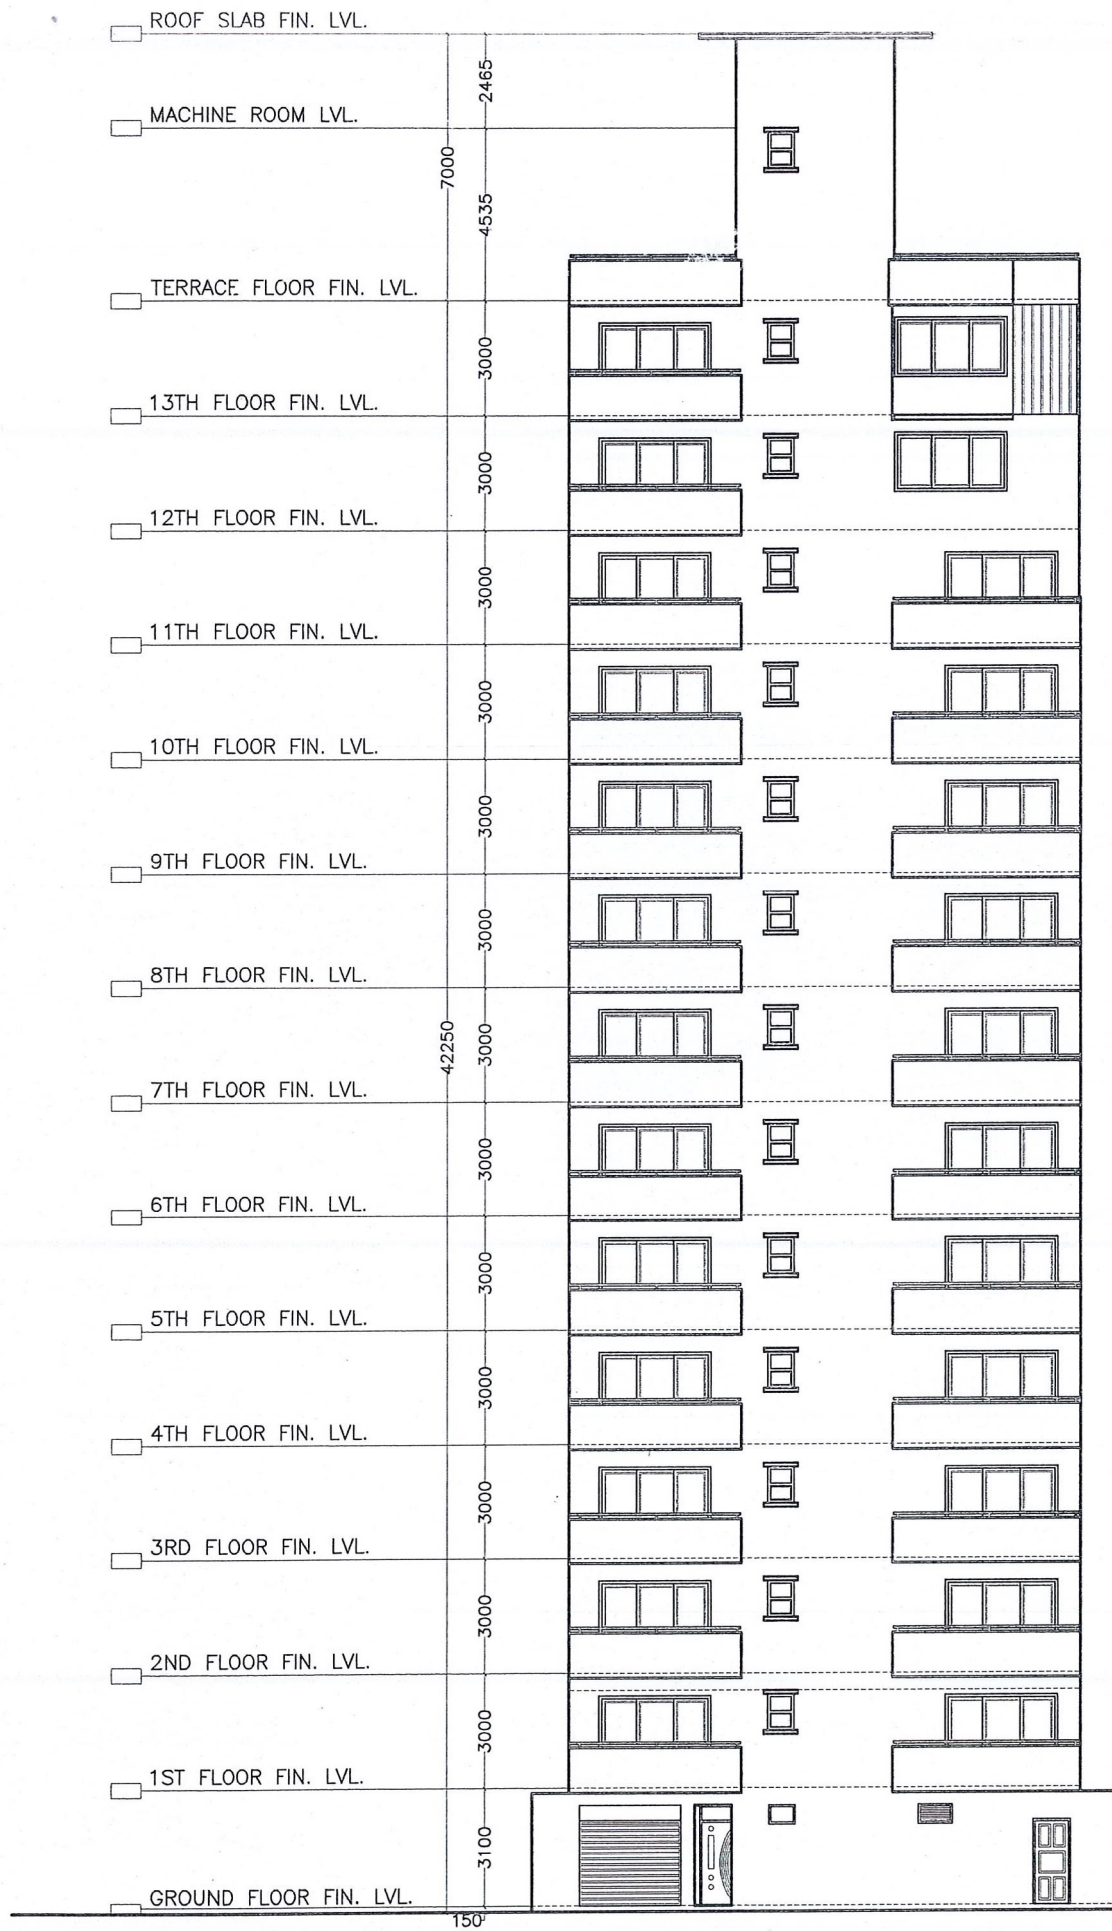 ROOF SLAB FIN. LVL.
2465
MACHINE ROOM LVL.
7000
4535
TERRACE FLOOR FIN. LVL.
3000
13TH FLOOR FIN. LVL.
3000
12TH FLOOR FIN. LVL.
3000
11TH FLOOR FIN. LVL.
3000
10TH FLOOR FIN. LVL.
3000
9TH FLOOR FIN. LVL.
3000
8TH FLOOR FIN. LVL.
42250
3000
7TH FLOOR FIN. LVL.
3000
6TH FLOOR FIN. LVL.
3000
5TH FLOOR FIN. LVL.
3000
4TH FLOOR FIN. LVL.
3000
3RD FLOOR FIN. LVL.
3000
2ND FLOOR FIN. LVL.
3000
1ST FLOOR FIN. LVL.
3100
GROUND FLOOR FIN. LVL.
150